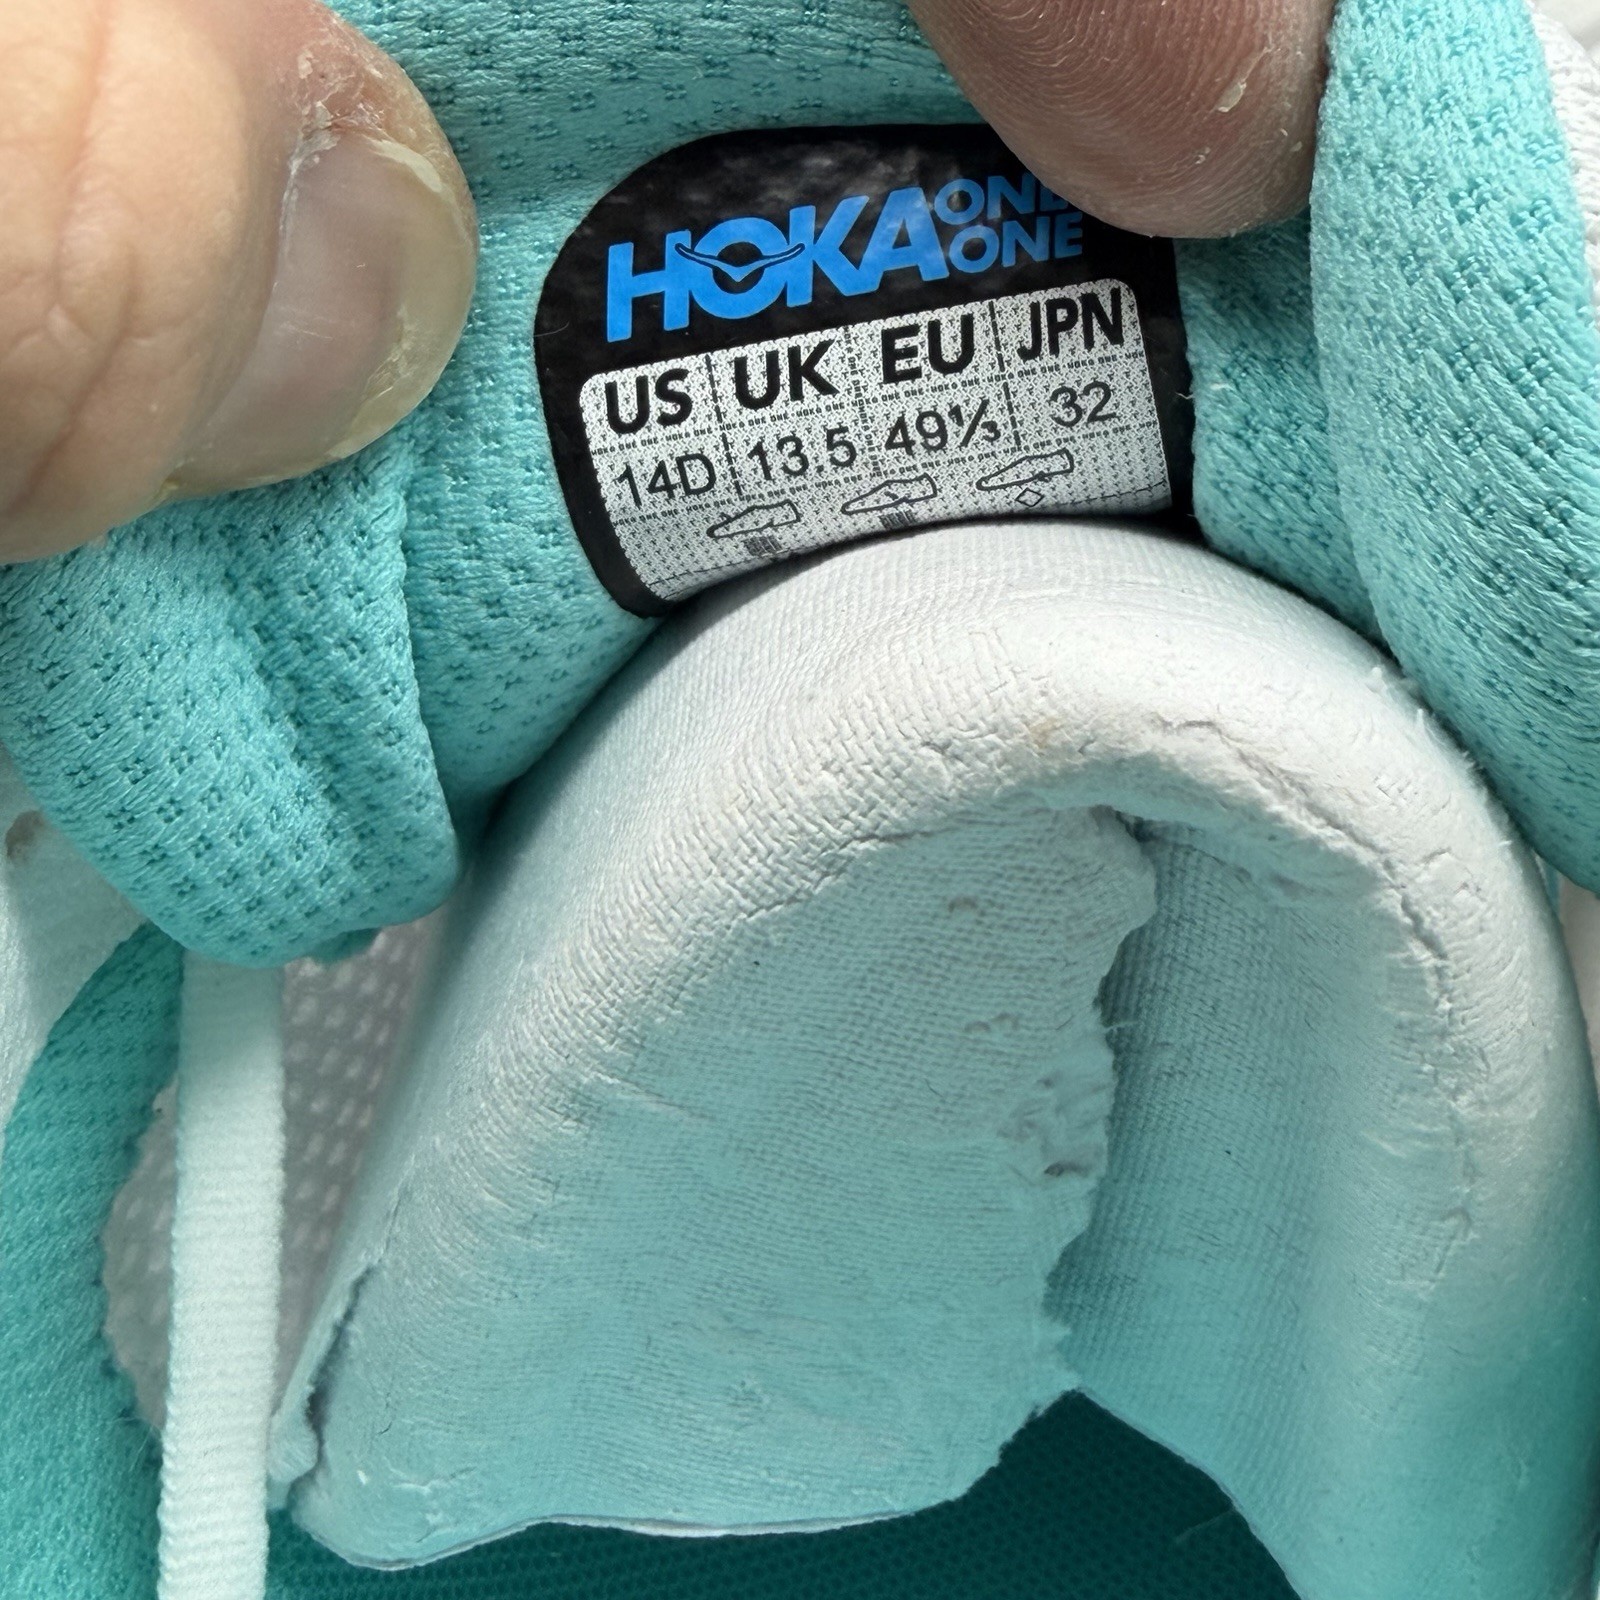 HOKA ONE ONE
US UK EU JPN
14D 13.5 49⅓ 32